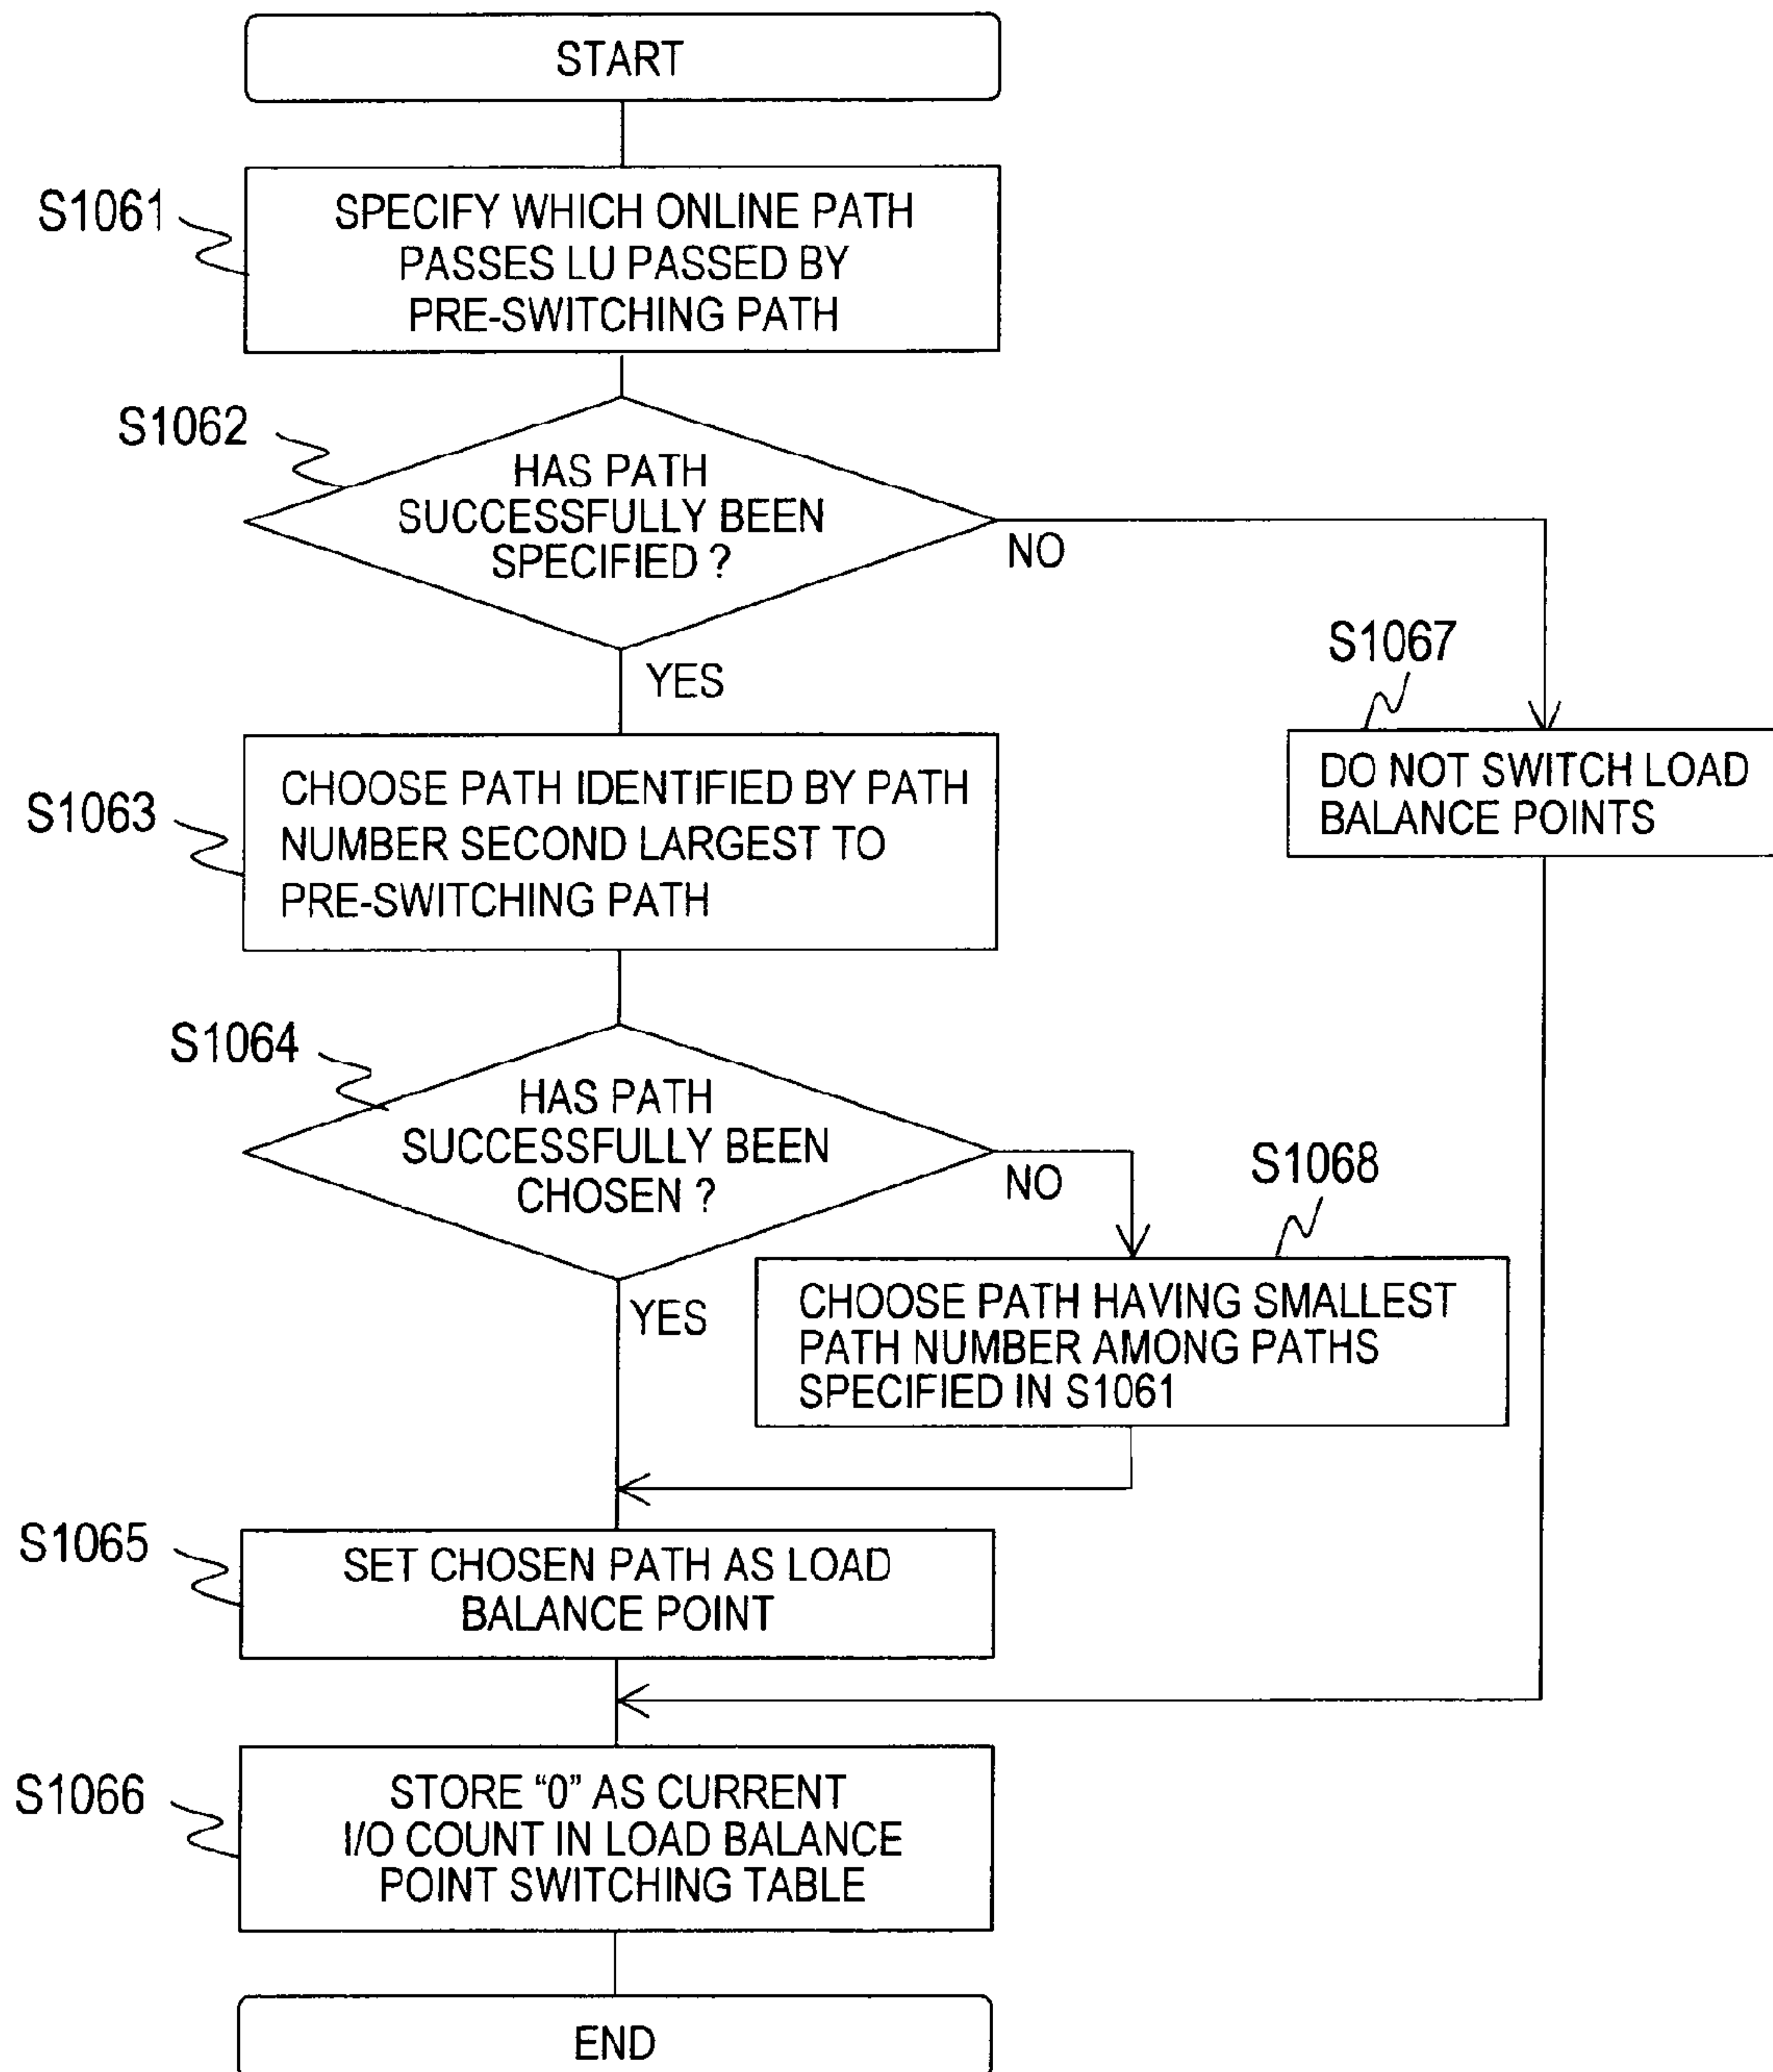 START
S1061
SPECIFY WHICH ONLINE PATH
PASSES LU PASSED BY
PRE-SWITCHING PATH
S1062
HAS PATH
SUCCESSFULLY BEEN
SPECIFIED ?
NO
YES
S1067
DO NOT SWITCH LOAD
BALANCE POINTS
S1063
CHOOSE PATH IDENTIFIED BY PATH
NUMBER SECOND LARGEST TO
PRE-SWITCHING PATH
S1064
HAS PATH
SUCCESSFULLY BEEN
CHOSEN ?
NO
YES
S1068
CHOOSE PATH HAVING SMALLEST
PATH NUMBER AMONG PATHS
SPECIFIED IN S1061
S1065
SET CHOSEN PATH AS LOAD
BALANCE POINT
S1066
STORE “0” AS CURRENT
I/O COUNT IN LOAD BALANCE
POINT SWITCHING TABLE
END